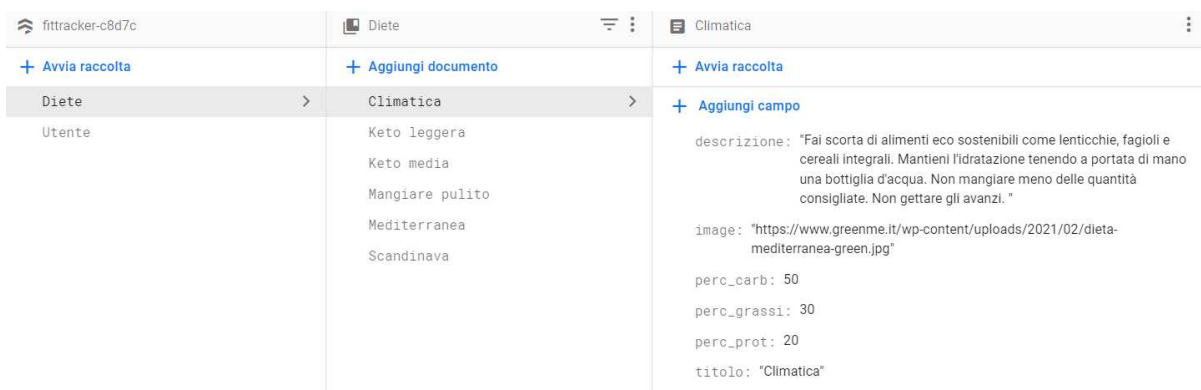 fittracker-c8d7c
Avvia raccolta
Diete
Utente
Diete
Aggiungi documento
Climatica
Keto leggera
Keto media
Mangiare pulito
Mediterranea
Scandinava
Climatica
Avvia raccolta
Aggiungi campo
descrizione: "Fai scorta di alimenti eco sostenibili come lenticchie, fagioli e
cereali integrali. Mantieni l'idratazione tenendo a portata di mano
una bottiglia d'acqua. Non mangiare meno delle quantità
consigliate. Non gettare gli avanzi. "
image: "https://www.greenme.it/wp-content/uploads/2021/02/dieta-
mediterranea-green.jpg"
perc_carb: 50
perc_grassi: 30
perc_prot: 20
titolo: "Climatica"